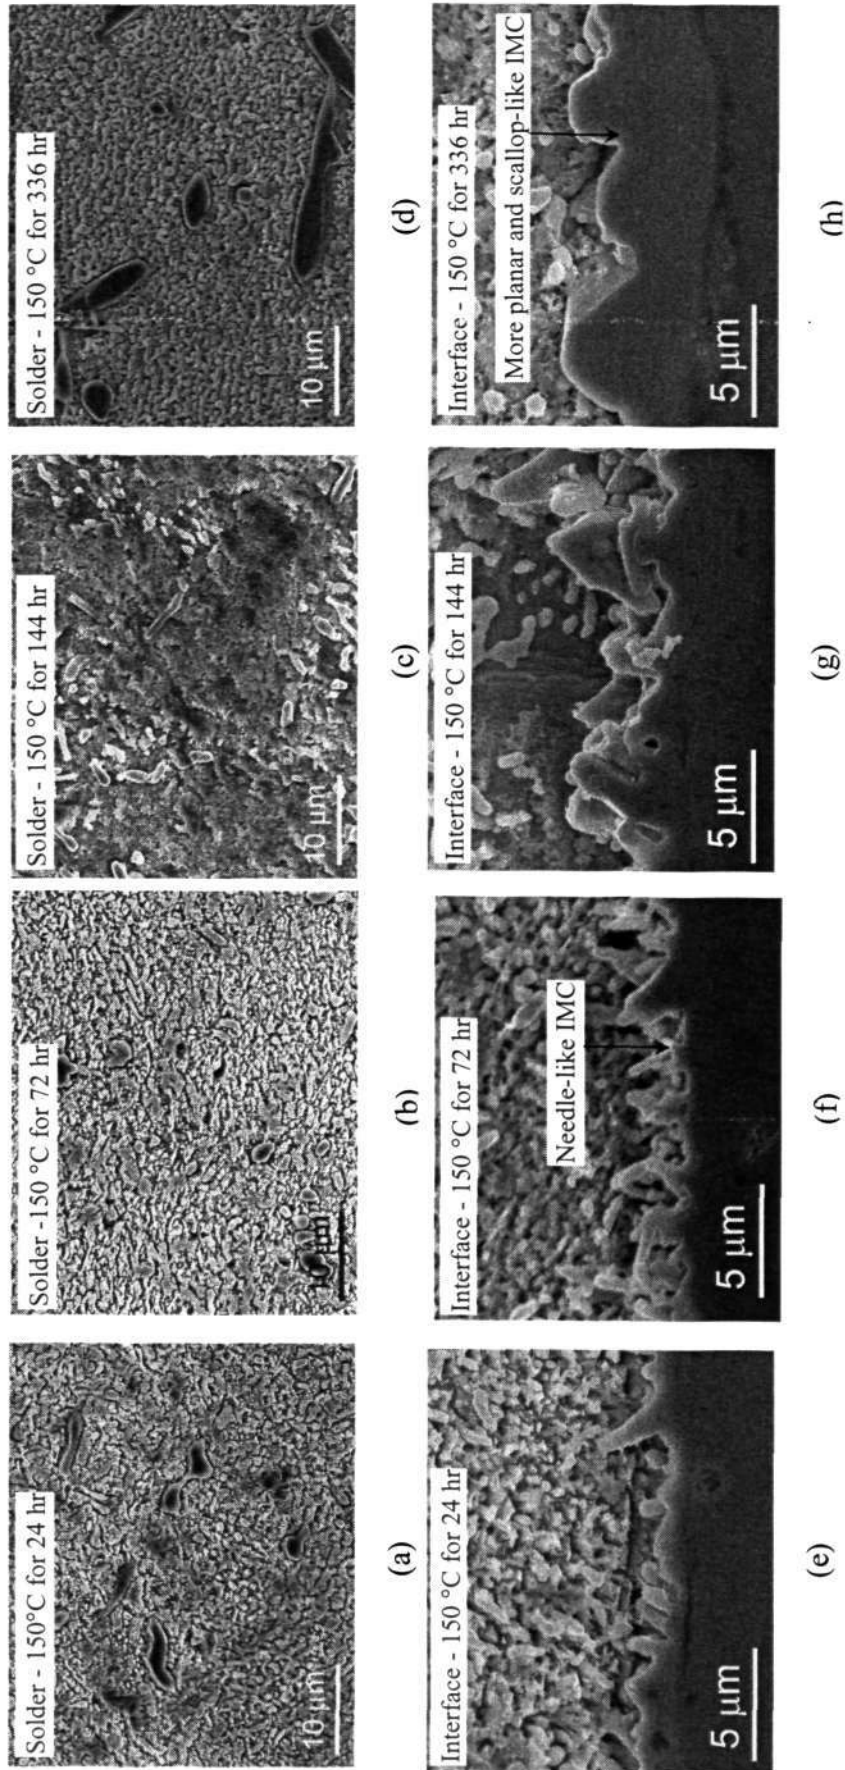 Solder - 150°C for 24 hr
10 µm
(a)
Solder -150 °C for 72 hr
µm
(b)
Solder - 150 °C for 144 hr
10 µm
(c)
Solder - 150 °C for 336 hr
10 µm
(d)
Interface - 150 °C for 24 hr
5 µm
(e)
Interface - 150 °C for 72 hr
Needle-like IMC
5 µm
(f)
Interface - 150 °C for 144 hr
5 µm
(g)
Interface - 150 °C for 336 hr
More planar and scallop-like IMC
5 µm
(h)